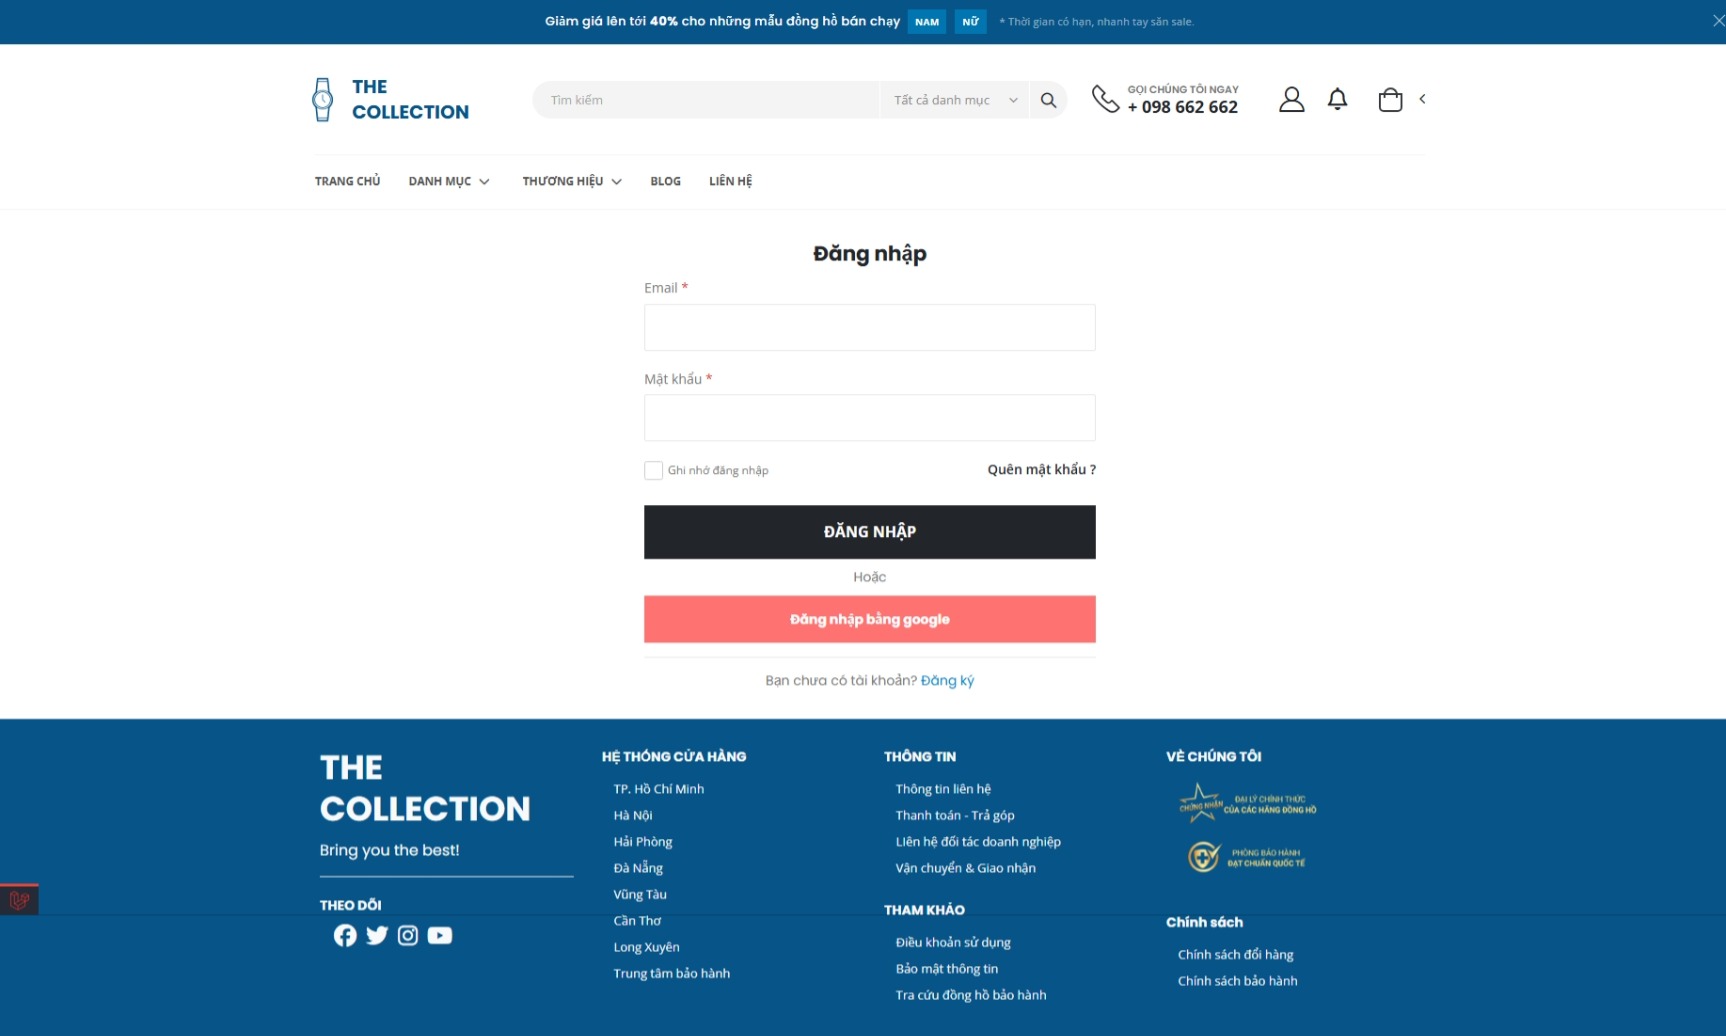 Giảm giá lên tới 40% cho những mẫu đồng hồ bán chạy NAM NỮ * Thời gian có hạn, nhanh tay săn sale.
THE
COLLECTION
Tìm kiếm
Tất cả danh mục
GỌI CHÚNG TÔI NGAY
+ 098 662 662
TRANG CHỦ DANH MỤC THƯƠNG HIỆU BLOG LIÊN HỆ
Đăng nhập
Email *
Mật khẩu *
Ghi nhớ đăng nhập
Quên mật khẩu ?
ĐĂNG NHẬP
Hoặc
Đăng nhập bằng google
Bạn chưa có tài khoản? Đăng ký
THE
COLLECTION
Bring you the best!
THEO DÕI
HỆ THỐNG CỬA HÀNG
TP. Hồ Chí Minh
Hà Nội
Hải Phòng
Đà Nẵng
Vũng Tàu
Cần Thơ
Long Xuyên
Trung tâm bảo hành
THÔNG TIN
Thông tin liên hệ
Thanh toán - Trả góp
Liên hệ đối tác doanh nghiệp
Vận chuyển & Giao nhận
THAM KHẢO
Điều khoản sử dụng
Bảo mật thông tin
Tra cứu đồng hồ bảo hành
VỀ CHÚNG TÔI
CHỨNG NHẬN
ĐẠI LÝ CHÍNH THỨC
CỦA CÁC HÃNG ĐỒNG HỒ
PHÒNG BẢO HÀNH
ĐẠT CHUẨN QUỐC TẾ
Chính sách
Chính sách đổi hàng
Chính sách bảo hành